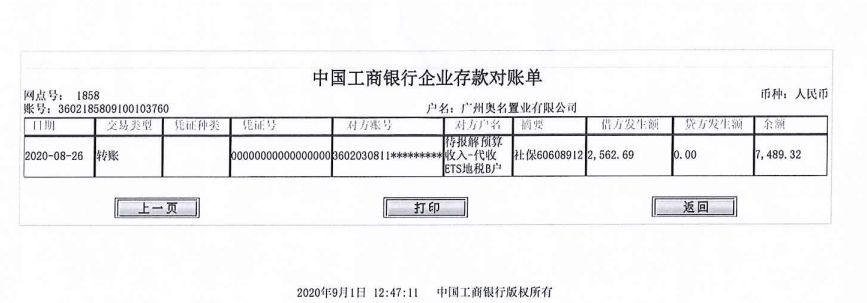 中国工商银行企业存款对账单
网点号： 1858
币种：人民币
账号：3602185809100103760
户名：广州奥名置业有限公司
日期 交易类型 凭证种类 凭证号 对方账号 对方户名 摘要 借方发生额 贷方发生额 余额
待报解预算
2020-08-26 转账 00000000000000000 3602030811********* 收入-代收 社保60608912 2,562.69 0.00 7,489.32
ETS地税B户
上一页 打印 返回
2020年9月1日 12:47:11 中国工商银行版权所有